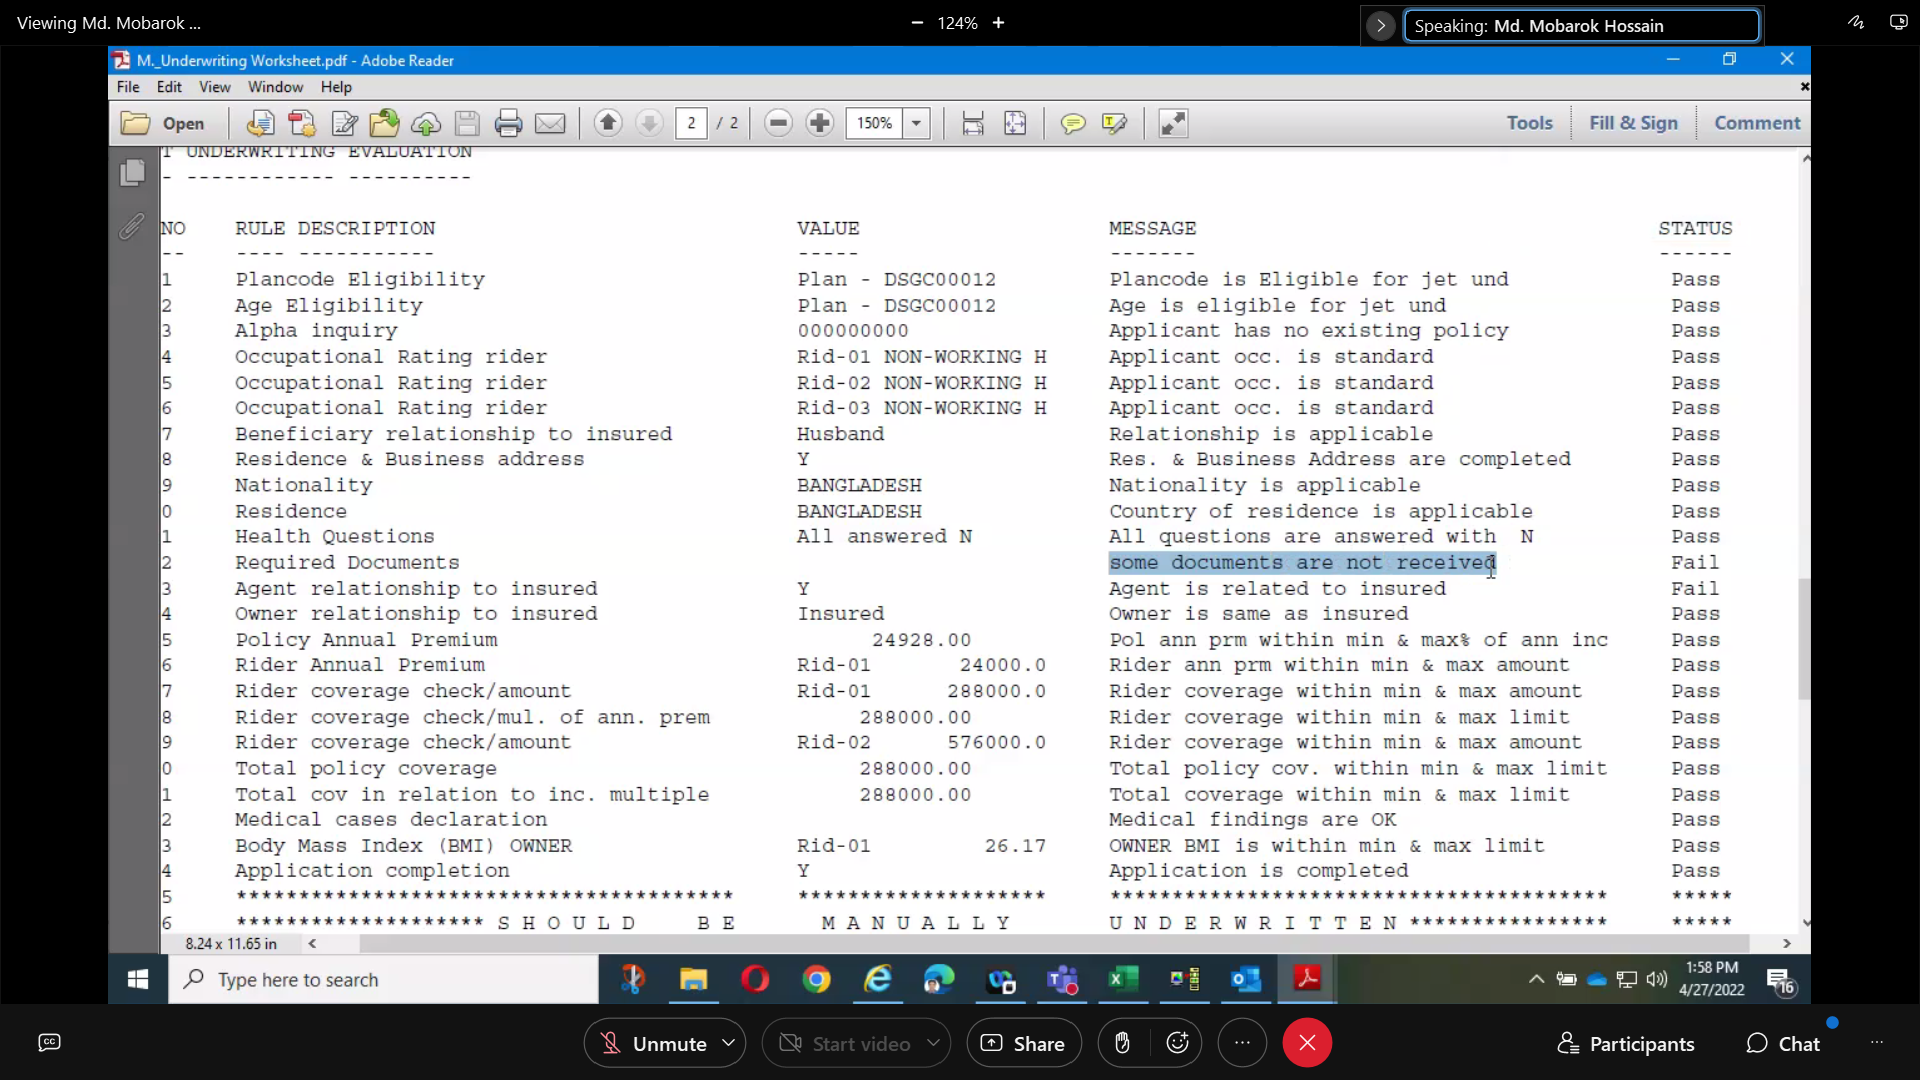 Viewing Md. Mobarok ...
124%
Speaking: Md. Mobarok Hossain
M._Underwriting Worksheet.pdf - Adobe Reader
File Edit View Window Help
Open 2 / 2 150% Tools Fill & Sign Comment
T UNDERWRITING EVALUATION
- ------------ ----------
NO RULE DESCRIPTION VALUE MESSAGE STATUS
-- ---- ----------- ----- ------- ------
1 Plancode Eligibility Plan - DSGC00012 Plancode is Eligible for jet und Pass
2 Age Eligibility Plan - DSGC00012 Age is eligible for jet und Pass
3 Alpha inquiry 000000000 Applicant has no existing policy Pass
4 Occupational Rating rider Rid-01 NON-WORKING H Applicant occ. is standard Pass
5 Occupational Rating rider Rid-02 NON-WORKING H Applicant occ. is standard Pass
6 Occupational Rating rider Rid-03 NON-WORKING H Applicant occ. is standard Pass
7 Beneficiary relationship to insured Husband Relationship is applicable Pass
8 Residence & Business address Y Res. & Business Address are completed Pass
9 Nationality BANGLADESH Nationality is applicable Pass
0 Residence BANGLADESH Country of residence is applicable Pass
1 Health Questions All answered N All questions are answered with N Pass
2 Required Documents some documents are not received Fail
3 Agent relationship to insured Y Agent is related to insured Fail
4 Owner relationship to insured Insured Owner is same as insured Pass
5 Policy Annual Premium 24928.00 Pol ann prm within min & max% of ann inc Pass
6 Rider Annual Premium Rid-01 24000.0 Rider ann prm within min & max amount Pass
7 Rider coverage check/amount Rid-01 288000.0 Rider coverage within min & max amount Pass
8 Rider coverage check/mul. of ann. prem 288000.00 Rider coverage within min & max limit Pass
9 Rider coverage check/amount Rid-02 576000.0 Rider coverage within min & max amount Pass
0 Total policy coverage 288000.00 Total policy cov. within min & max limit Pass
1 Total cov in relation to inc. multiple 288000.00 Total coverage within min & max limit Pass
2 Medical cases declaration Medical findings are OK Pass
3 Body Mass Index (BMI) OWNER Rid-01 26.17 OWNER BMI is within min & max limit Pass
4 Application completion Y Application is completed Pass
5 **************************************** ******************** **************************************** *****
6 ******************** S H O U L D B E M A N U A L L Y U N D E R W R I T T E N **************** *****
8.24 x 11.65 in
Type here to search
1:58 PM
4/27/2022
16
CC
Unmute
Start video
Share
Participants
Chat